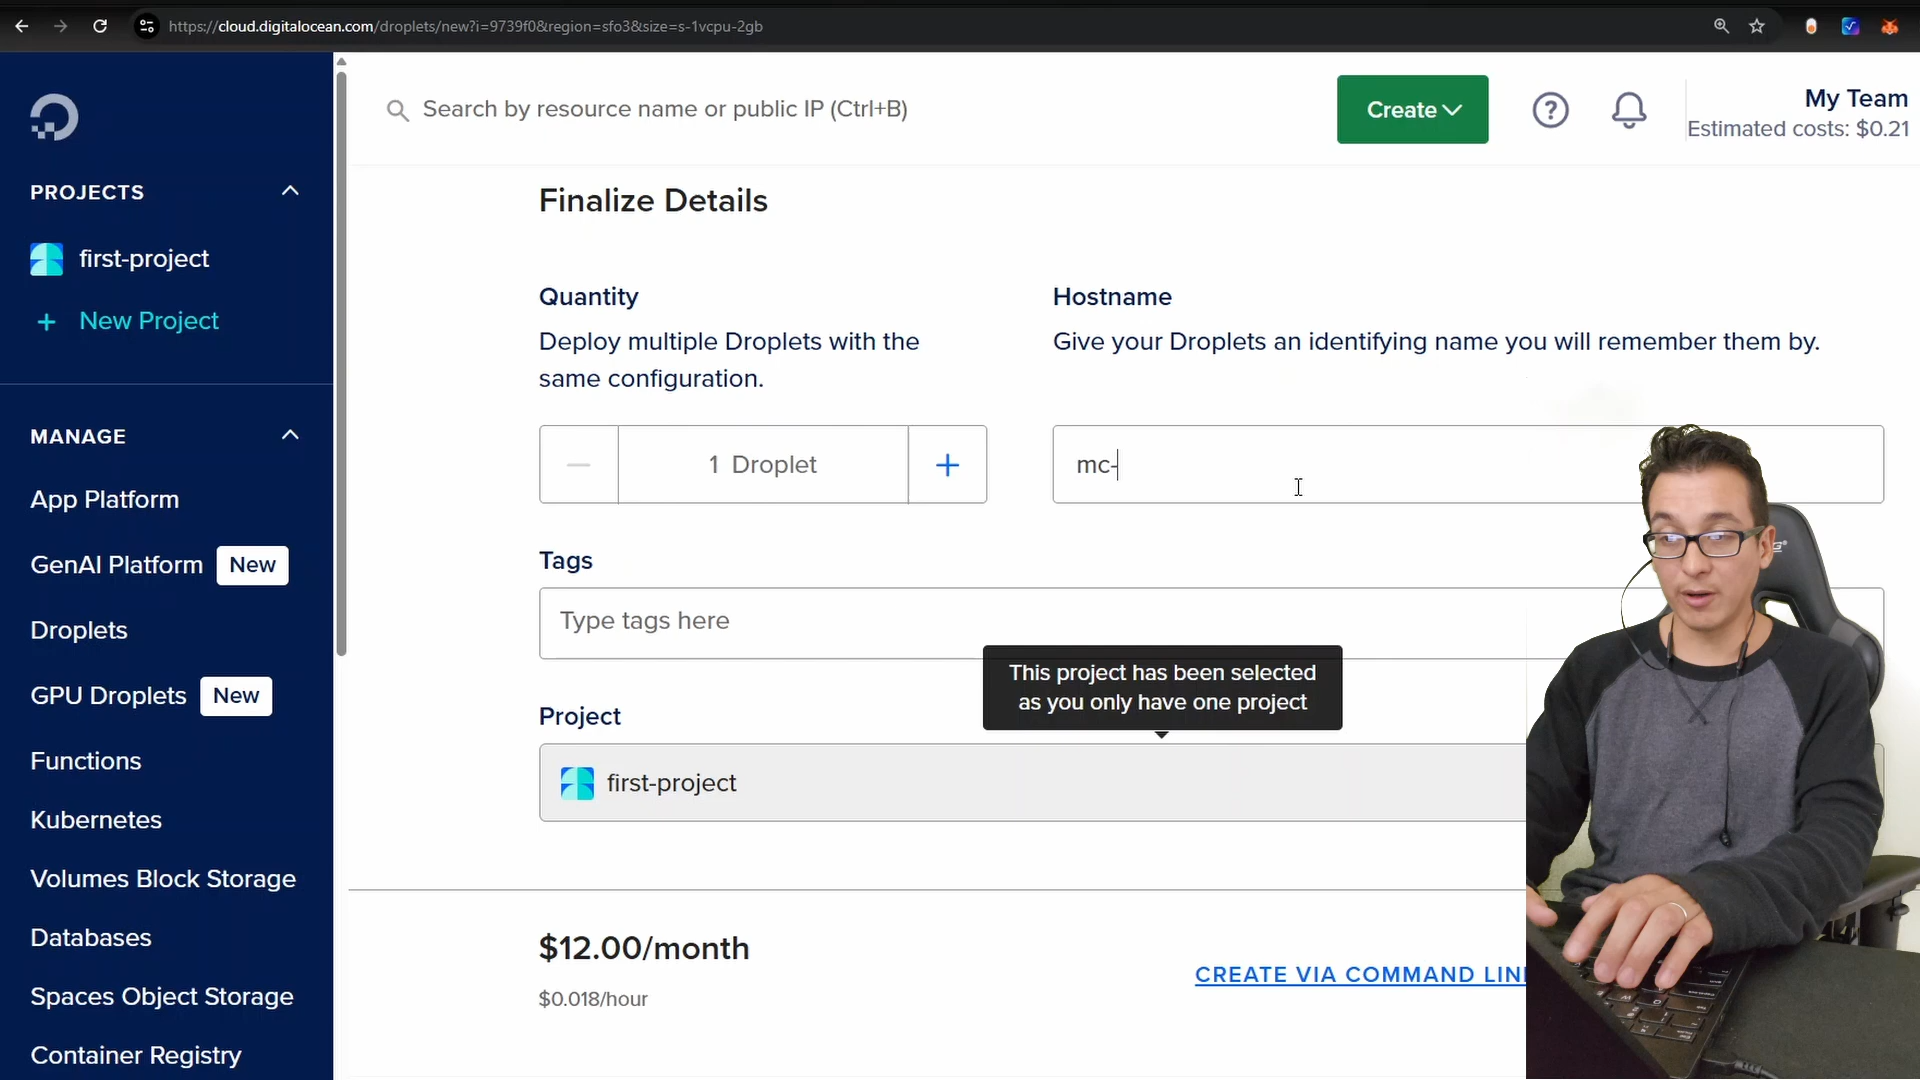 https://cloud.digitalocean.com/droplets/new?i=9739f0&region=sfo3&size=s-1vcpu-2gb
Search by resource name or public IP (Ctrl+B)
Create
My Team
Estimated costs: $0.21
PROJECTS
first-project
+ New Project
MANAGE
App Platform
GenAI Platform New
Droplets
GPU Droplets New
Functions
Kubernetes
Volumes Block Storage
Databases
Spaces Object Storage
Container Registry
Finalize Details
Quantity
Deploy multiple Droplets with the
same configuration.
1 Droplet
Hostname
Give your Droplets an identifying name you will remember them by.
mc-
Tags
Type tags here
This project has been selected
as you only have one project
Project
first-project
$12.00/month
$0.018/hour
CREATE VIA COMMAND LIN